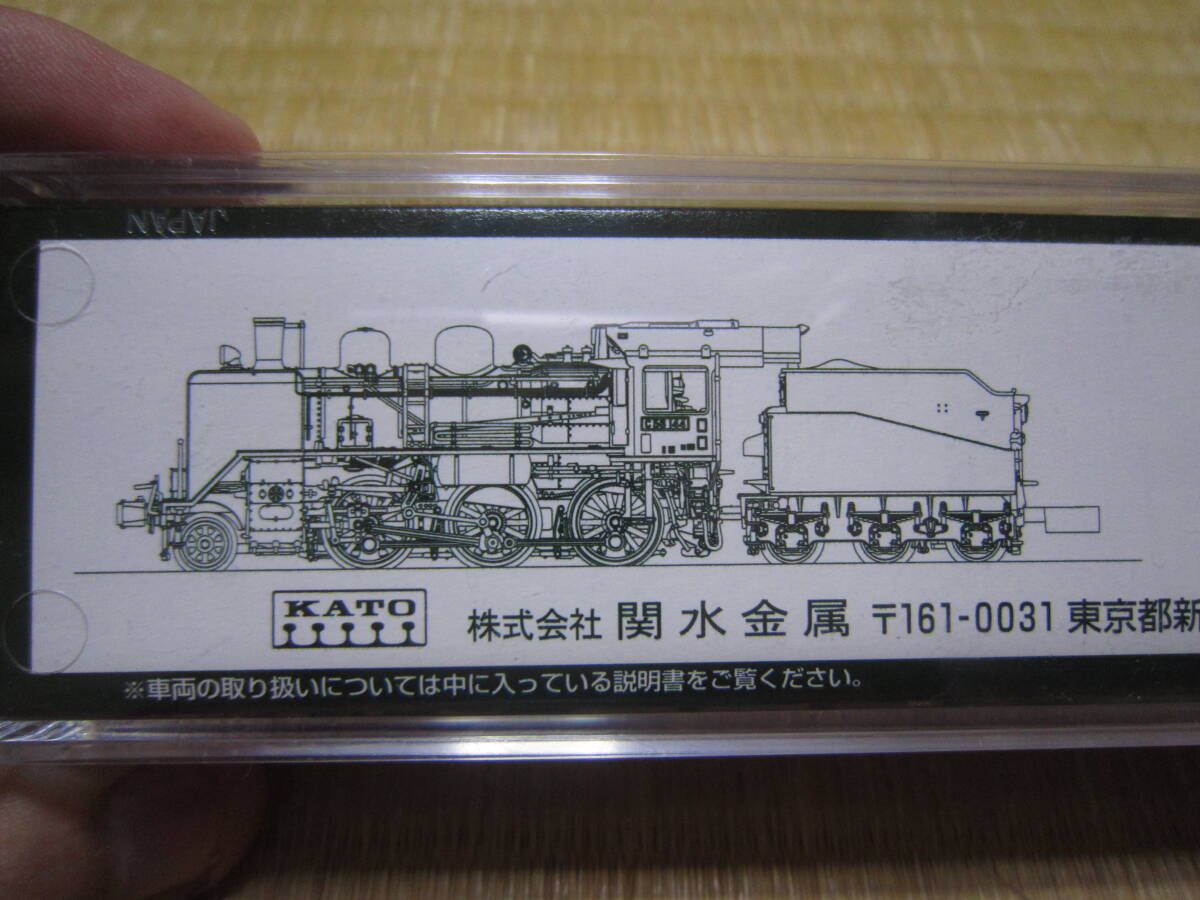 JAPAN
KATO
株式会社 関水金属 〒161-0031 東京都新
※車両の取り扱いについては中に入っている説明書をご覧ください。